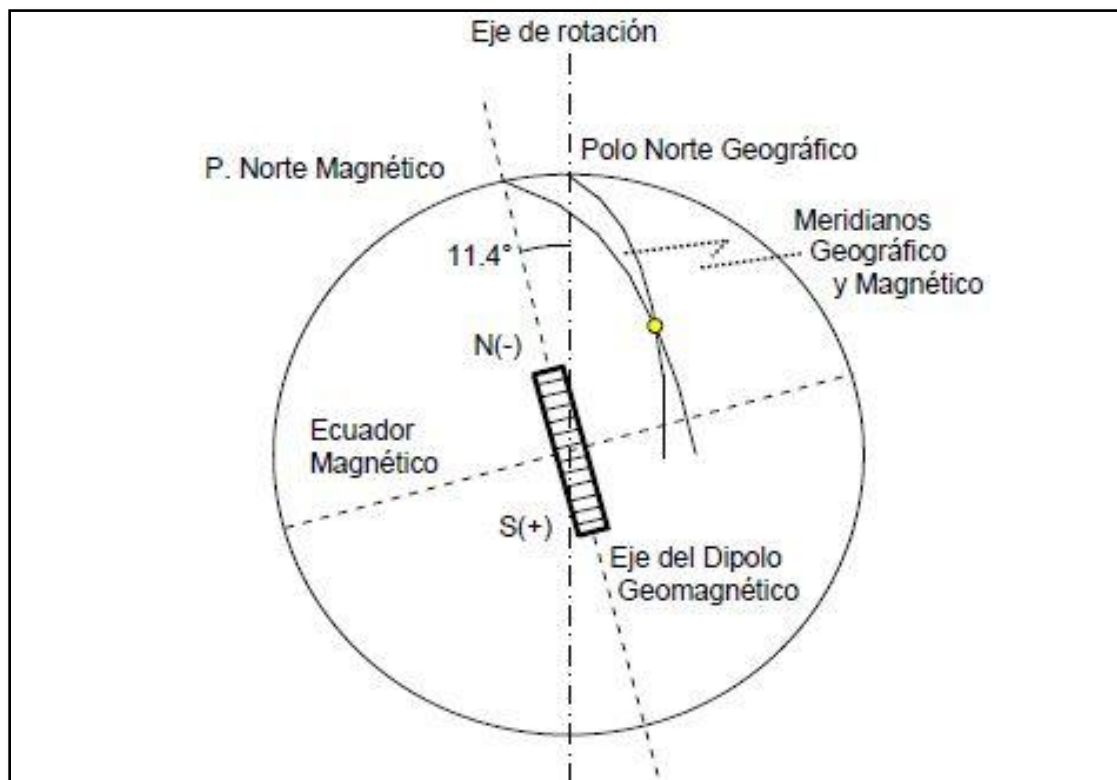 Eje de rotación
Polo Norte Geográfico
P. Norte Magnético
Meridianos
Geográfico
y Magnético
11.4°
N(-)
Ecuador
Magnético
S(+)
Eje del Dipolo
Geomagnético